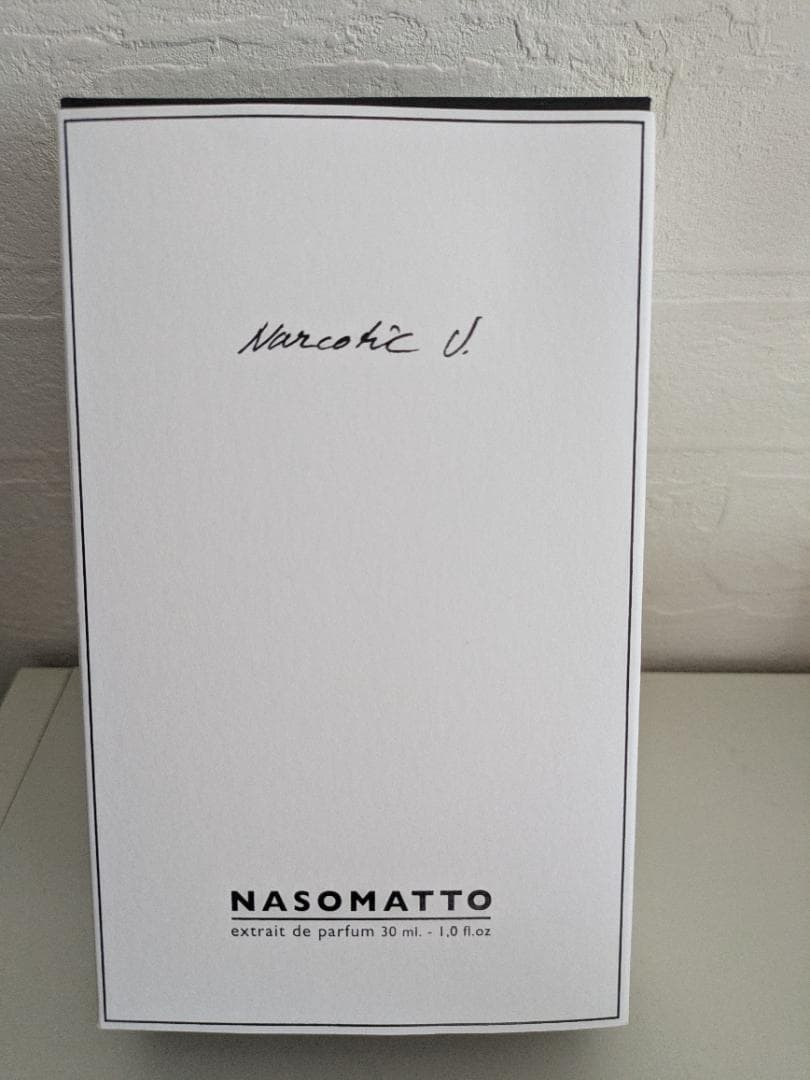 Narcotic V.
NASOMATTO
extrait de parfum 30 ml. - 1,0 fl.oz